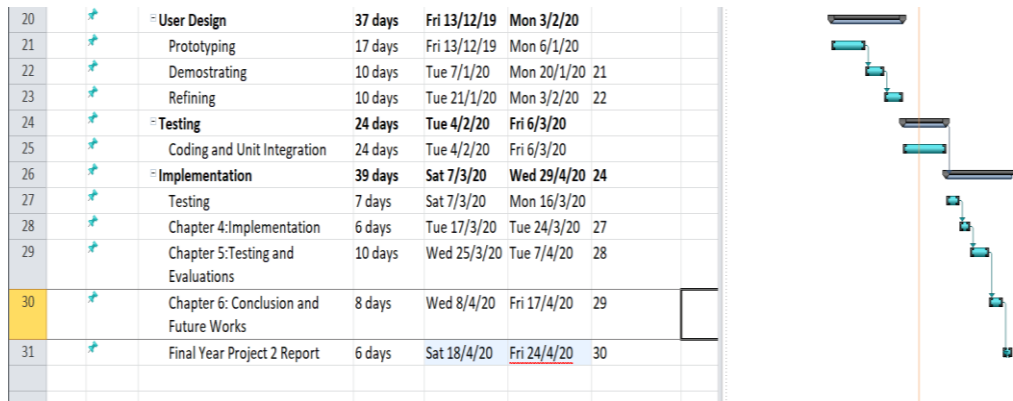 20 User Design 37 days Fri 13/12/19 Mon 3/2/20
21 Prototyping 17 days Fri 13/12/19 Mon 6/1/20
22 Demostrating 10 days Tue 7/1/20 Mon 20/1/20 21
23 Refining 10 days Tue 21/1/20 Mon 3/2/20 22
24 Testing 24 days Tue 4/2/20 Fri 6/3/20
25 Coding and Unit Integration 24 days Tue 4/2/20 Fri 6/3/20
26 Implementation 39 days Sat 7/3/20 Wed 29/4/20 24
27 Testing 7 days Sat 7/3/20 Mon 16/3/20
28 Chapter 4:Implementation 6 days Tue 17/3/20 Tue 24/3/20 27
29 Chapter 5:Testing and 10 days Wed 25/3/20 Tue 7/4/20 28
Evaluations
30 Chapter 6: Conclusion and 8 days Wed 8/4/20 Fri 17/4/20 29
Future Works
31 Final Year Project 2 Report 6 days Sat 18/4/20 Fri 24/4/20 30